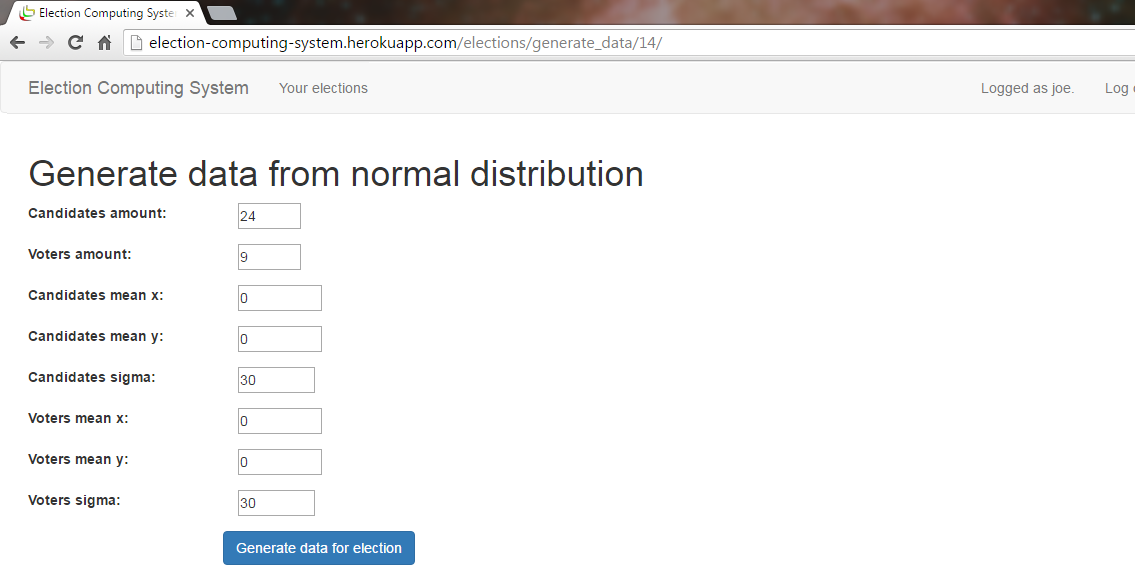 Election Computing Syste
election-computing-system.herokuapp.com/elections/generate_data/14/
Election Computing System Your elections Logged as joe. Log
Generate data from normal distribution
Candidates amount: 24
Voters amount: 9
Candidates mean x: 0
Candidates mean y: 0
Candidates sigma: 30
Voters mean x: 0
Voters mean y: 0
Voters sigma: 30
Generate data for election